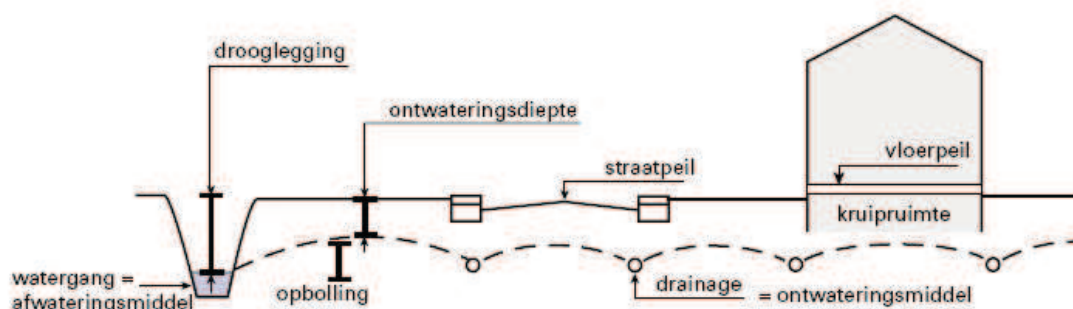 drooglegging
ontwateringsdiepte
straatpeil
vloerpeil
kruipruimte
watergang =
afwateringsmiddel
opbolling
drainage = ontwateringsmiddel